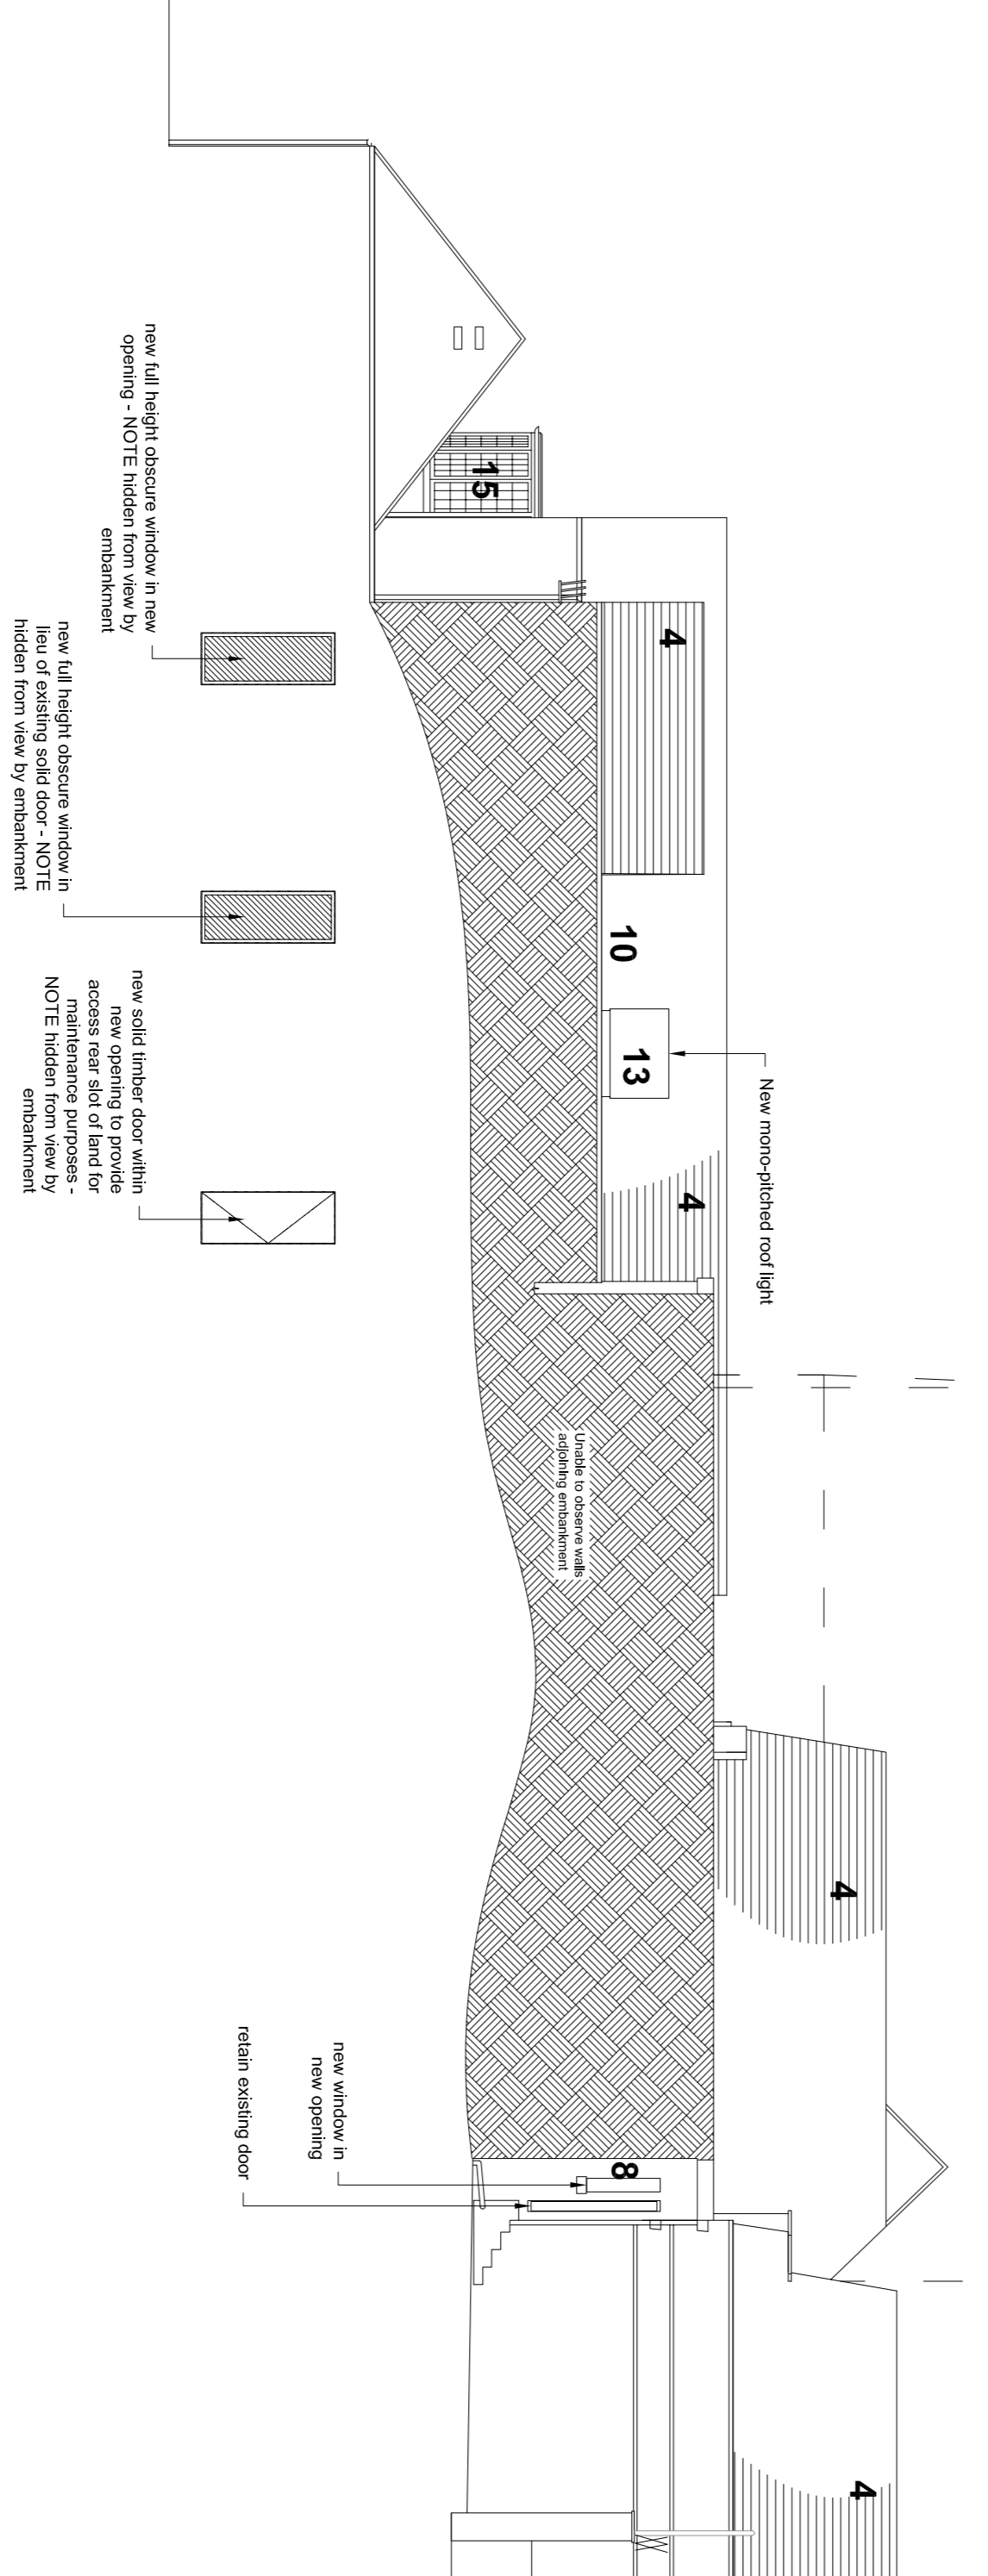 15
4
10
13
4
4
8
4
New mono-pitched roof light
Unable to observe walls
adjoining embankment
new full height obscure window in new
opening - NOTE hidden from view by
embankment
new full height obscure window in
lieu of existing solid door - NOTE
hidden from view by embankment
new solid timber door within
new opening to provide
access rear slot of land for
maintenance purposes -
NOTE hidden from view by
embankment
new window in
new opening
retain existing door